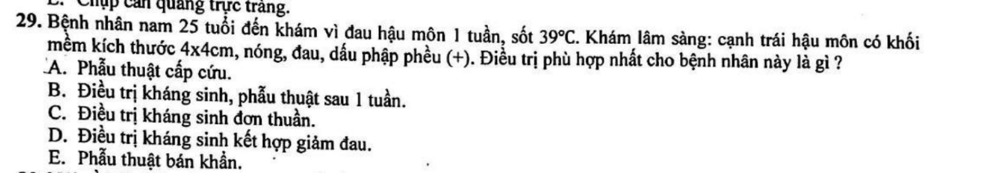 E. Chụp cản quang trực tràng.
29. Bệnh nhân nam 25 tuổi đến khám vì đau hậu môn 1 tuần, sốt 39°C. Khám lâm sàng: cạnh trái hậu môn có khối
mềm kích thước 4x4cm, nóng, đau, dấu phập phều (+). Điều trị phù hợp nhất cho bệnh nhân này là gì ?
A. Phẫu thuật cấp cứu.
B. Điều trị kháng sinh, phẫu thuật sau 1 tuần.
C. Điều trị kháng sinh đơn thuần.
D. Điều trị kháng sinh kết hợp giảm đau.
E. Phẫu thuật bán khẩn.